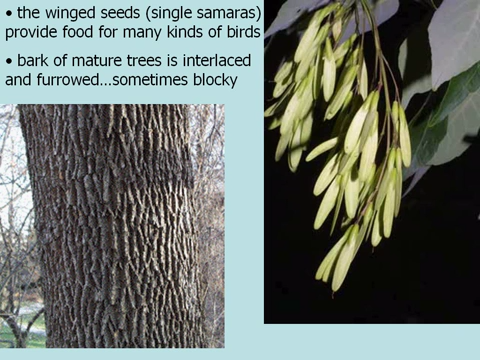 • the winged seeds (single samaras)
provide food for many kinds of birds
• bark of mature trees is interlaced
and furrowed…sometimes blocky